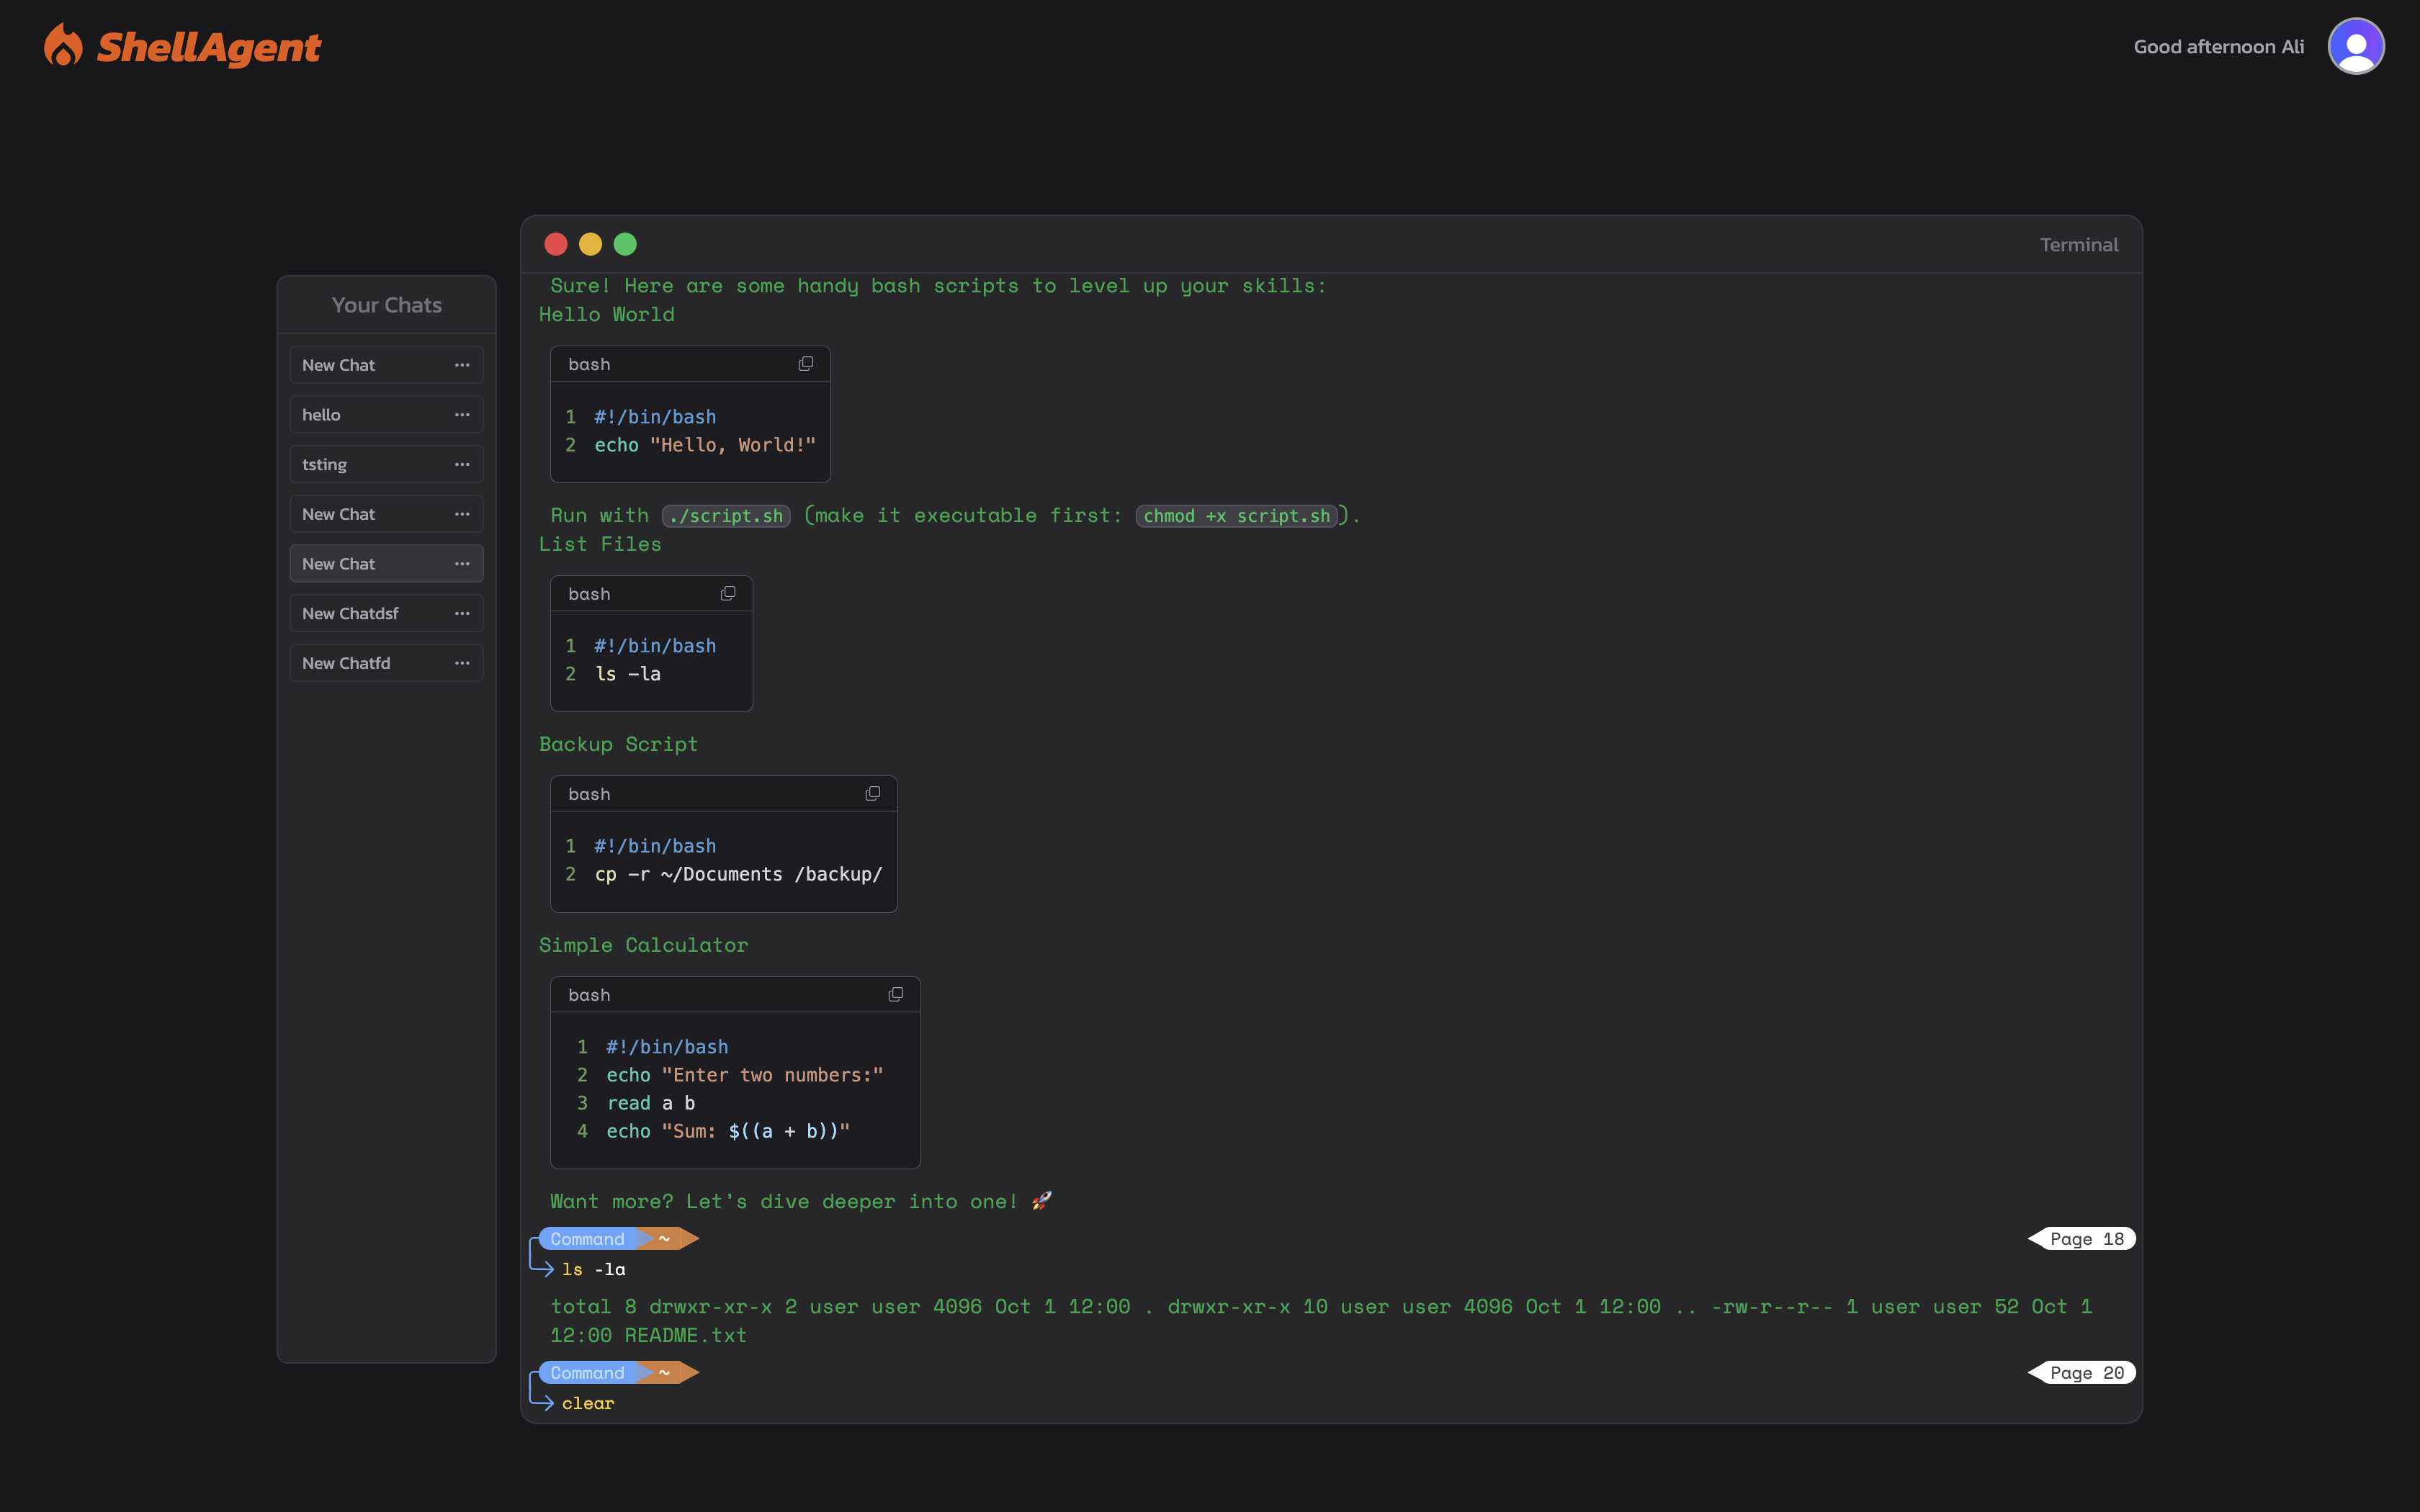 ShellAgent
Good afternoon Ali
Your Chats
New Chat
hello
tsting
New Chat
New Chat
New Chatdsf
New Chatfd
Terminal
Sure! Here are some handy bash scripts to level up your skills:
Hello World
bash
1 #!/bin/bash
2 echo "Hello, World!"
Run with ./script.sh (make it executable first: chmod +x script.sh).
List Files
bash
1 #!/bin/bash
2 ls -la
Backup Script
bash
1 #!/bin/bash
2 cp -r ~/Documents /backup/
Simple Calculator
bash
1 #!/bin/bash
2 echo "Enter two numbers:"
3 read a b
4 echo "Sum: $((a + b))"
Want more? Let's dive deeper into one! 🚀
Command ~ Page 18
ls -la
total 8 drwxr-xr-x 2 user user 4096 Oct 1 12:00 . drwxr-xr-x 10 user user 4096 Oct 1 12:00 .. -rw-r--r-- 1 user user 52 Oct 1
12:00 README.txt
Command ~ Page 20
clear